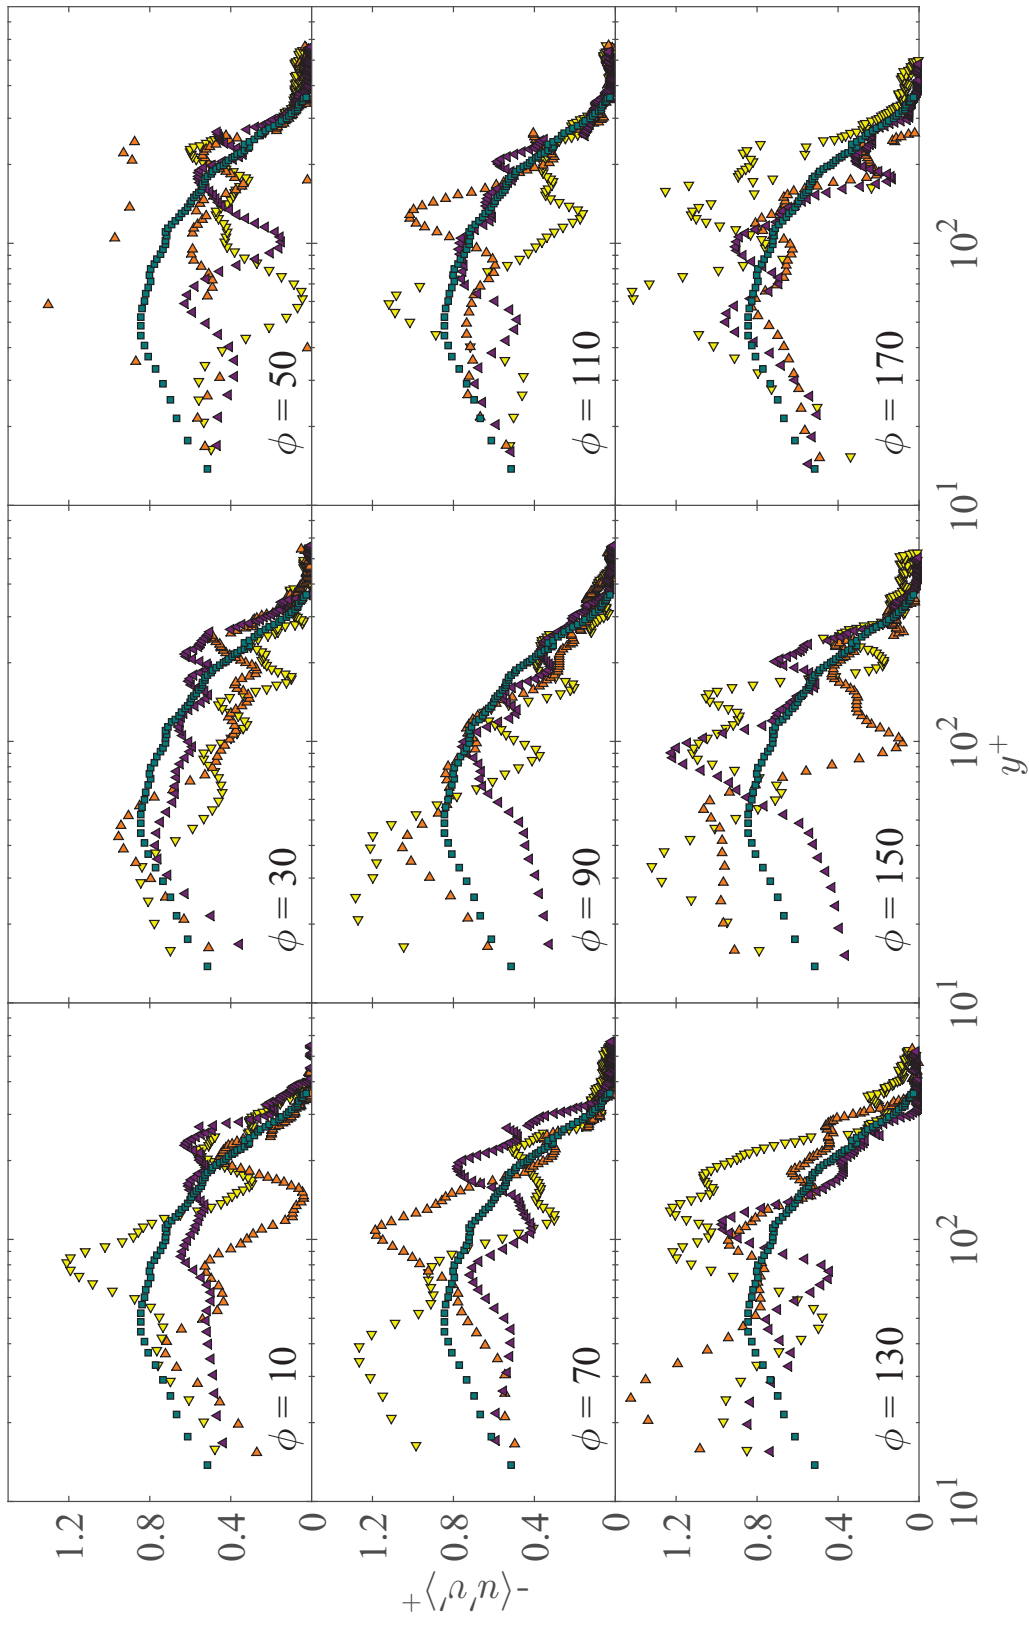 1.2
0.8
0.4
0
ϕ = 10
ϕ = 30
ϕ = 50
1.2
0.8
0.4
0
ϕ = 70
ϕ = 90
ϕ = 110
-⟨u′v′⟩⁺
1.2
0.8
0.4
0
ϕ = 130
ϕ = 150
ϕ = 170
10¹ 10² 10¹ 10² 10¹ 10²
y⁺